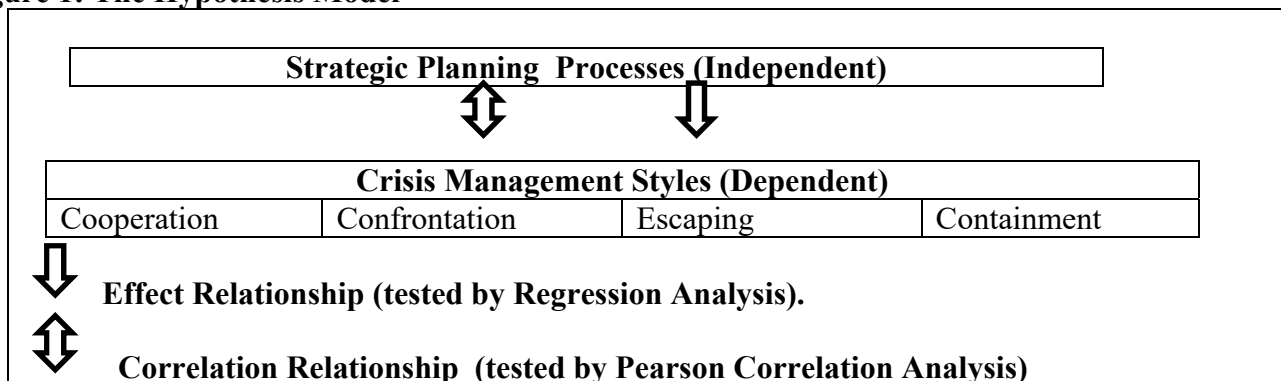 Strategic Planning Processes (Independent)
Crisis Management Styles (Dependent)
Cooperation Confrontation Escaping Containment
Effect Relationship (tested by Regression Analysis).
Correlation Relationship (tested by Pearson Correlation Analysis)